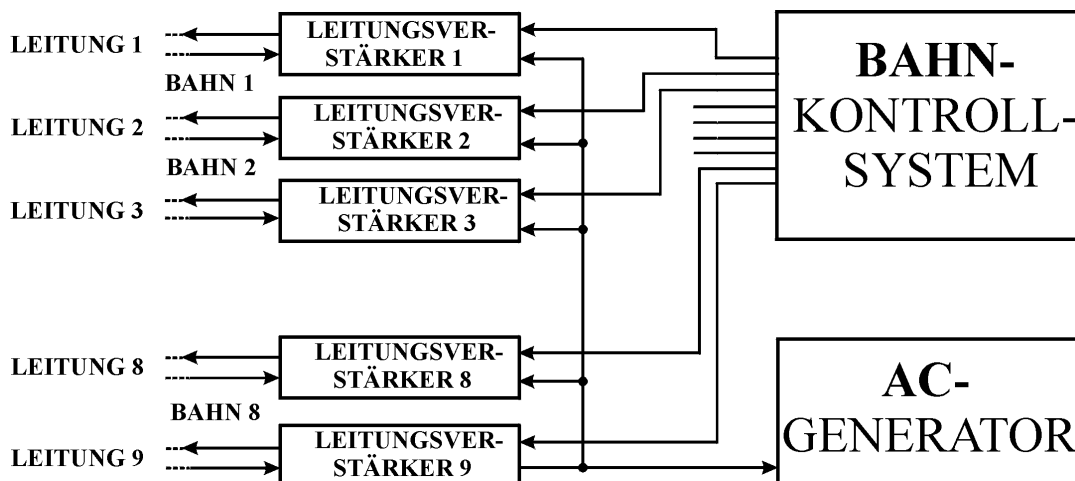 LEITUNG 1
LEITUNGSVER-
STÄRKER 1
BAHN 1
LEITUNG 2
LEITUNGSVER-
STÄRKER 2
BAHN 2
LEITUNG 3
LEITUNGSVER-
STÄRKER 3
BAHN-
KONTROLL-
SYSTEM
LEITUNG 8
LEITUNGSVER-
STÄRKER 8
BAHN 8
LEITUNG 9
LEITUNGSVER-
STÄRKER 9
AC-
GENERATOR